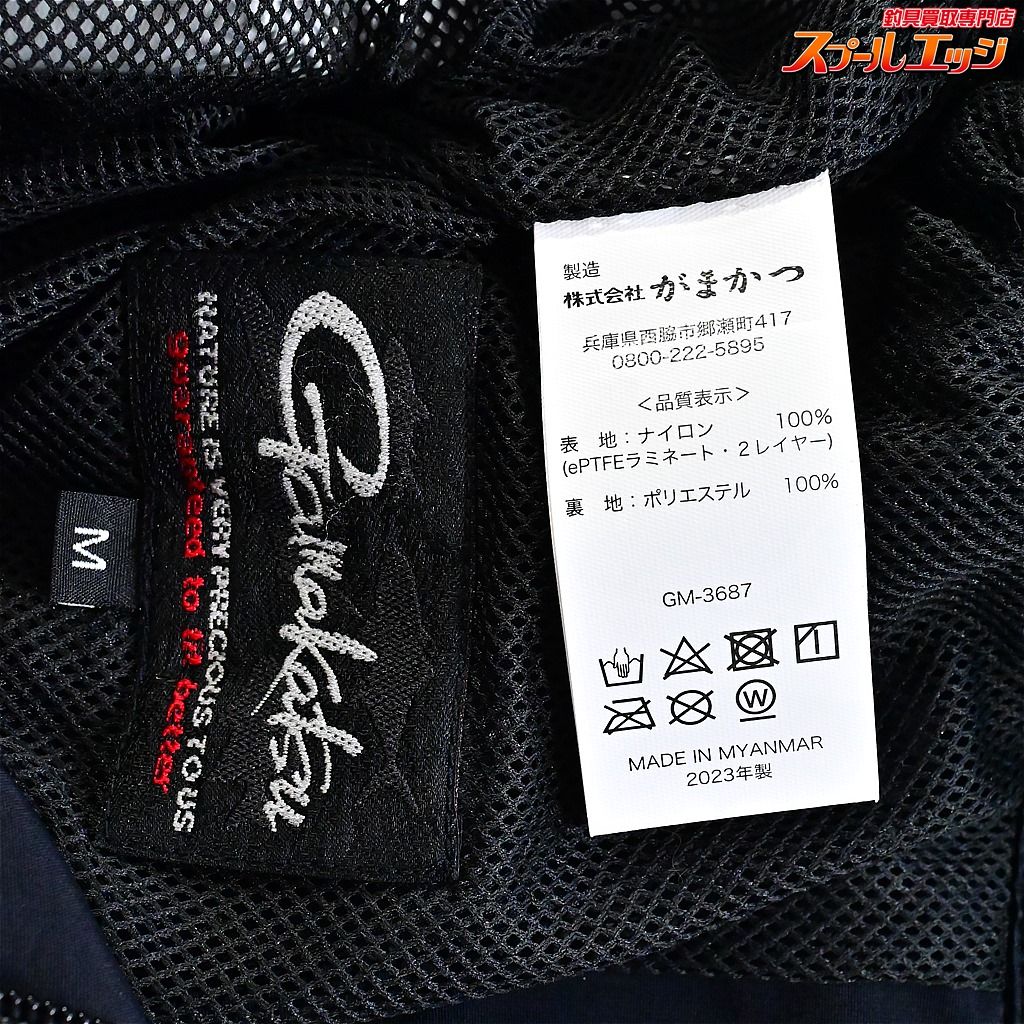 釣具買取専門店
スプールエッジ
製造
株式会社 がまかつ
兵庫県西脇市郷瀬町417
0800-222-5895
＜品質表示＞
表 地：ナイロン 100%
(ePTFEラミネート・2レイヤー)
裏 地：ポリエステル 100%
GM-3687
W
MADE IN MYANMAR
2023年製
Gamakatsu
NATURE IS VERY PRECIOUS TO US
guaranteed to tit better
M